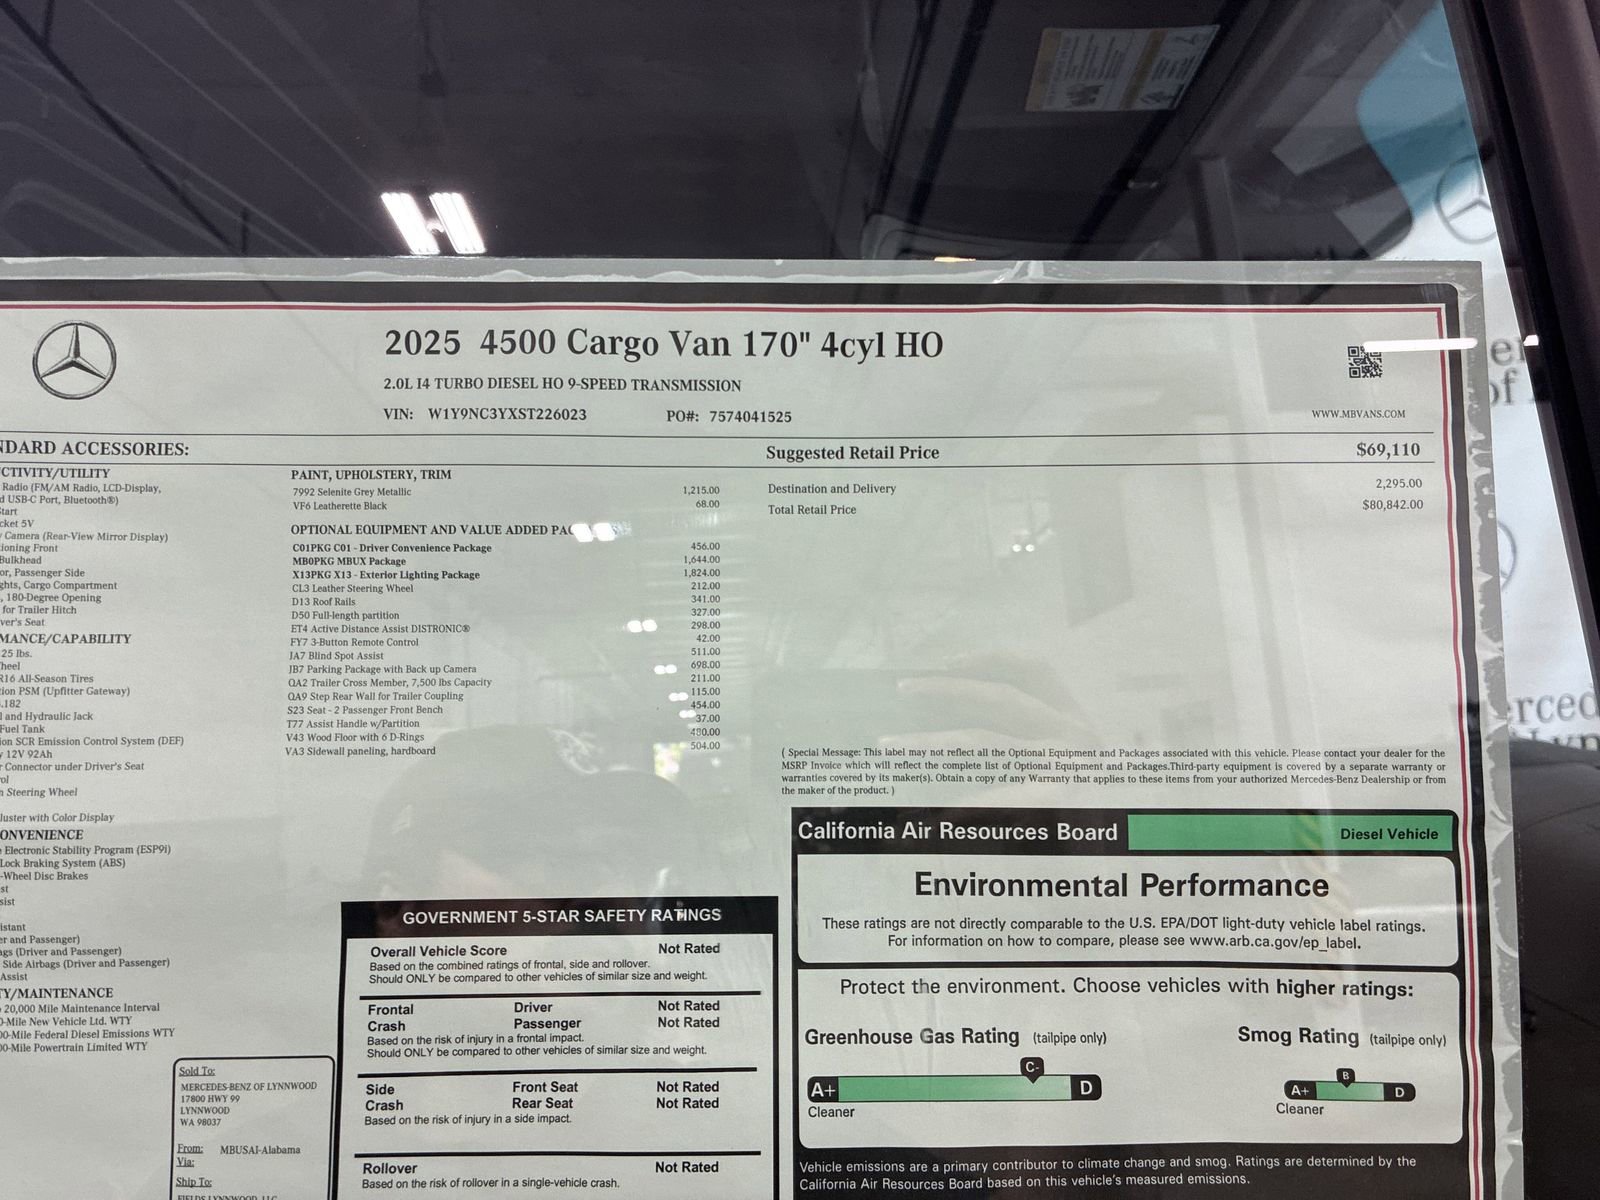 2025 4500 Cargo Van 170" 4cyl HO
2.0L I4 TURBO DIESEL HO 9-SPEED TRANSMISSION
VIN: W1Y9NC3YXST226023 PO#: 7574041525
WWW.MBVANS.COM
NDARD ACCESSORIES:
CTIVITY/UTILITY
Radio (FM/AM Radio, LCD-Display,
d USB-C Port, Bluetooth®)
tart
cket 5V
Camera (Rear-View Mirror Display)
ioning Front
Bulkhead
or, Passenger Side
ghts, Cargo Compartment
, 180-Degree Opening
for Trailer Hitch
ver's Seat
MANCE/CAPABILITY
25 lbs.
heel
R16 All-Season Tires
tion PSM (Upfitter Gateway)
.182
l and Hydraulic Jack
Fuel Tank
ion SCR Emission Control System (DEF)
y 12V 92Ah
r Connector under Driver's Seat
rol
n Steering Wheel
luster with Color Display
ONVENIENCE
e Electronic Stability Program (ESP9i)
Lock Braking System (ABS)
-Wheel Disc Brakes
st
sist
istant
er and Passenger)
ags (Driver and Passenger)
Side Airbags (Driver and Passenger)
Assist
TY/MAINTENANCE
20,000 Mile Maintenance Interval
0-Mile New Vehicle Ltd. WTY
00-Mile Federal Diesel Emissions WTY
00-Mile Powertrain Limited WTY
PAINT, UPHOLSTERY, TRIM
7992 Selenite Grey Metallic 1,215.00
VF6 Leatherette Black 68.00
OPTIONAL EQUIPMENT AND VALUE ADDED PAC
C01PKG C01 - Driver Convenience Package 456.00
MB0PKG MBUX Package 1,644.00
X13PKG X13 - Exterior Lighting Package 1,824.00
CL3 Leather Steering Wheel 212.00
D13 Roof Rails 341.00
D50 Full-length partition 327.00
ET4 Active Distance Assist DISTRONIC® 298.00
FY7 3-Button Remote Control 42.00
JA7 Blind Spot Assist 511.00
JB7 Parking Package with Back up Camera 698.00
QA2 Trailer Cross Member, 7,500 lbs Capacity 211.00
QA9 Step Rear Wall for Trailer Coupling 115.00
S23 Seat - 2 Passenger Front Bench 454.00
T77 Assist Handle w/Partition 37.00
V43 Wood Floor with 6 D-Rings
VA3 Sidewall paneling, hardboard 504.00
Suggested Retail Price $69,110
Destination and Delivery 2,295.00
Total Retail Price $80,842.00
( Special Message: This label may not reflect all the Optional Equipment and Packages associated with this vehicle. Please contact your dealer for the
MSRP Invoice which will reflect the complete list of Optional Equipment and Packages.Third-party equipment is covered by a separate warranty or
warranties covered by its maker(s). Obtain a copy of any Warranty that applies to these items from your authorized Mercedes-Benz Dealership or from
the maker of the product. )
California Air Resources Board Diesel Vehicle
Environmental Performance
These ratings are not directly comparable to the U.S. EPA/DOT light-duty vehicle label ratings.
For information on how to compare, please see www.arb.ca.gov/ep_label.
Protect the environment. Choose vehicles with higher ratings:
Greenhouse Gas Rating (tailpipe only) Smog Rating (tailpipe only)
C- B
A+ D A+ D
Cleaner Cleaner
Vehicle emissions are a primary contributor to climate change and smog. Ratings are determined by the
California Air Resources Board based on this vehicle's measured emissions.
GOVERNMENT 5-STAR SAFETY RATINGS
Overall Vehicle Score Not Rated
Based on the combined ratings of frontal, side and rollover.
Should ONLY be compared to other vehicles of similar size and weight.
Frontal Driver Not Rated
Crash Passenger Not Rated
Based on the risk of injury in a frontal impact.
Should ONLY be compared to other vehicles of similar size and weight.
Side Front Seat Not Rated
Crash Rear Seat Not Rated
Based on the risk of injury in a side impact.
Rollover Not Rated
Based on the risk of rollover in a single-vehicle crash.
Sold To:
MERCEDES-BENZ OF LYNNWOOD
17800 HWY 99
LYNNWOOD
WA 98037
From: MBUSAI-Alabama
Via:
Ship To:
FIELDS LYNNWOOD, LLC